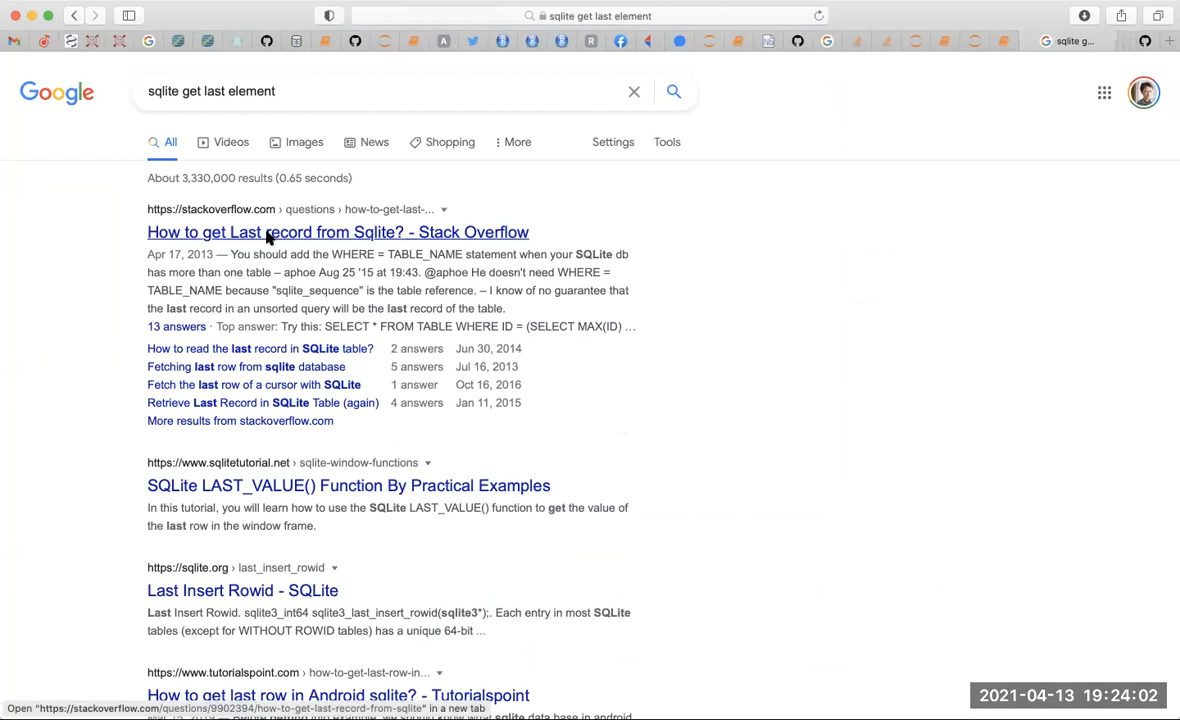 sqlite get last element
sqlite g...
Google
sqlite get last element
All
Videos
Images
News
Shopping
More
Settings
Tools
About 3,330,000 results (0.65 seconds)
https://stackoverflow.com › questions › how-to-get-last-...
How to get Last record from Sqlite? - Stack Overflow
Apr 17, 2013 — You should add the WHERE = TABLE_NAME statement when your SQLite db
has more than one table – aphoe Aug 25 '15 at 19:43. @aphoe He doesn't need WHERE =
TABLE_NAME because "sqlite_sequence" is the table reference. – I know of no guarantee that
the last record in an unsorted query will be the last record of the table.
13 answers · Top answer: Try this: SELECT * FROM TABLE WHERE ID = (SELECT MAX(ID) ...
How to read the last record in SQLite table? 2 answers Jun 30, 2014
Fetching last row from sqlite database 5 answers Jul 16, 2013
Fetch the last row of a cursor with SQLite 1 answer Oct 16, 2016
Retrieve Last Record in SQLite Table (again) 4 answers Jan 11, 2015
More results from stackoverflow.com
https://www.sqlitetutorial.net › sqlite-window-functions
SQLite LAST_VALUE() Function By Practical Examples
In this tutorial, you will learn how to use the SQLite LAST_VALUE() function to get the value of
the last row in the window frame.
https://sqlite.org › last_insert_rowid
Last Insert Rowid - SQLite
Last Insert Rowid. sqlite3_int64 sqlite3_last_insert_rowid(sqlite3*);. Each entry in most SQLite
tables (except for WITHOUT ROWID tables) has a unique 64-bit ...
https://www.tutorialspoint.com › how-to-get-last-row-in...
How to get last row in Android sqlite? - Tutorialspoint
Open "https://stackoverflow.com/questions/9902394/how-to-get-last-record-from-sqlite" in a new tab
2021-04-13 19:24:02